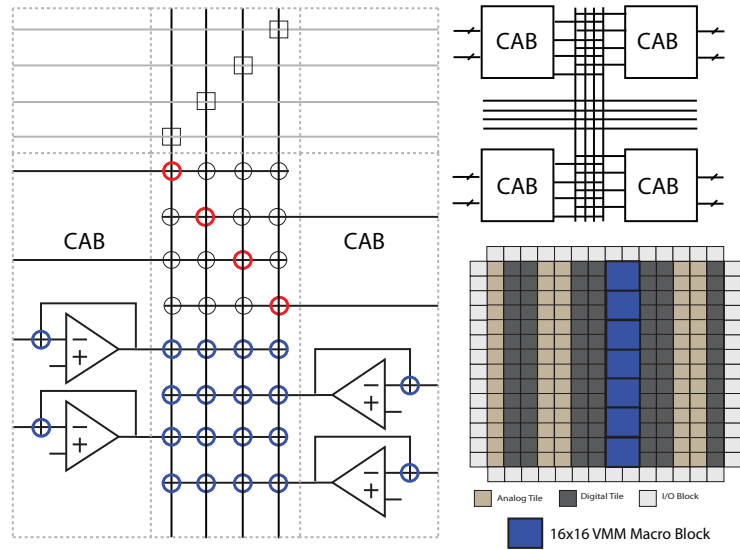 CAB
CAB
CAB
CAB
CAB
CAB
−
+
−
+
−
+
−
+
Analog Tile
Digital Tile
I/O Block
16x16 VMM Macro Block